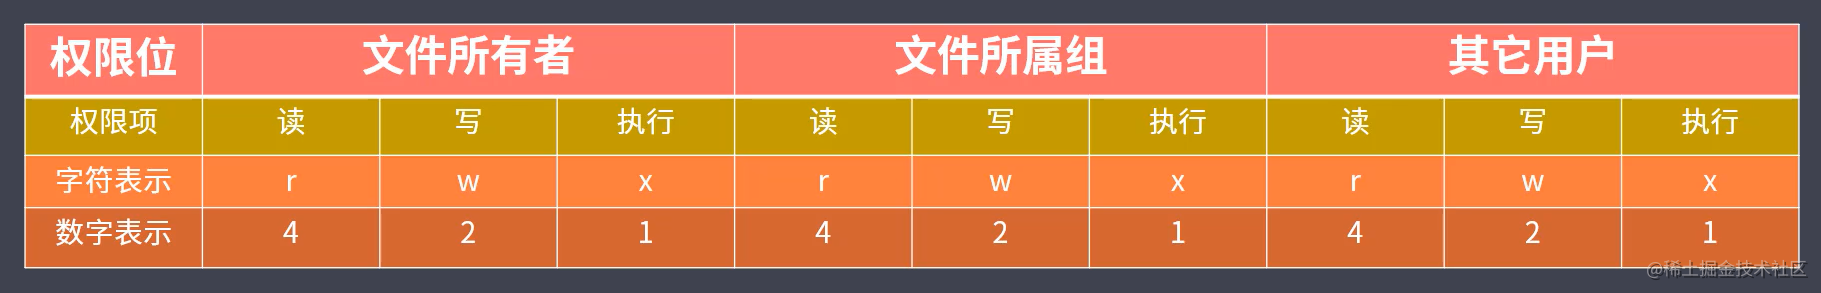 权限位 文件所有者 文件所属组 其它用户
权限项 读 写 执行 读 写 执行 读 写 执行
字符表示 r w x r w x r w x
数字表示 4 2 1 4 2 1 4 2 1
@稀土掘金技术社区